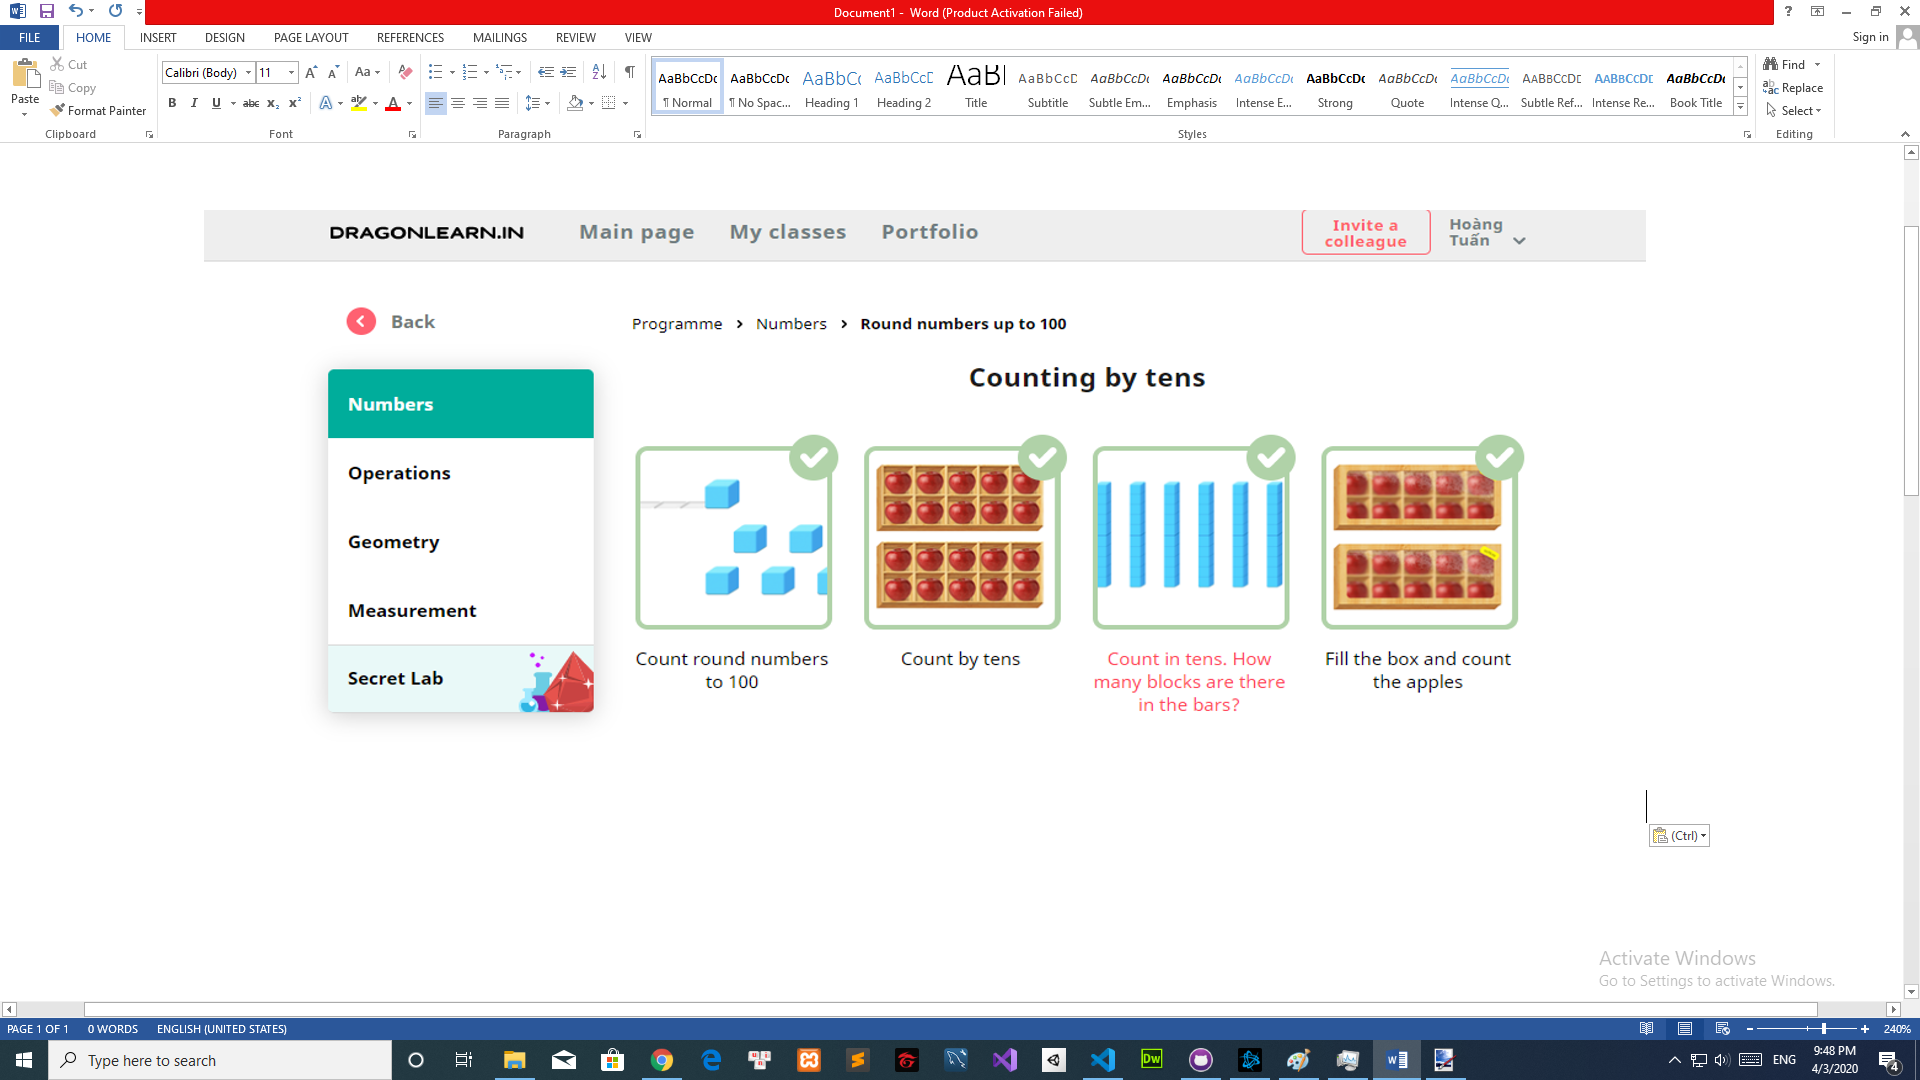 Document1 -  Word (Product Activation Failed)
FILE HOME INSERT DESIGN PAGE LAYOUT REFERENCES MAILINGS REVIEW VIEW Sign in
Paste
Cut
Copy
Format Painter
Clipboard
Calibri (Body) 11
Font
Paragraph
AaBbCcDc AaBbCcDc AaBbCc AaBbCcD AaBl AaBbCcD AaBbCcDc AaBbCcDc AaBbCcDc AaBbCcDc AaBbCcDc AaBbCcDc AABBCCDE AABBCCDE AaBbCcDc
¶ Normal ¶ No Spac... Heading 1 Heading 2 Title Subtitle Subtle Em... Emphasis Intense E... Strong Quote Intense Q... Subtle Ref... Intense Re... Book Title
Styles
Find
Replace
Select
Editing
DRAGONLEARN.IN Main page My classes Portfolio
Invite a
colleague
Hoàng
Tuấn
Back
Programme > Numbers > Round numbers up to 100
Counting by tens
Numbers
Operations
Geometry
Measurement
Secret Lab
Count round numbers
to 100
Count by tens
Count in tens. How
many blocks are there
in the bars?
Fill the box and count
the apples
(Ctrl)
Activate Windows
Go to Settings to activate Windows.
PAGE 1 OF 1 0 WORDS ENGLISH (UNITED STATES) 240%
Type here to search
Dw
ENG
9:48 PM
4/3/2020
4